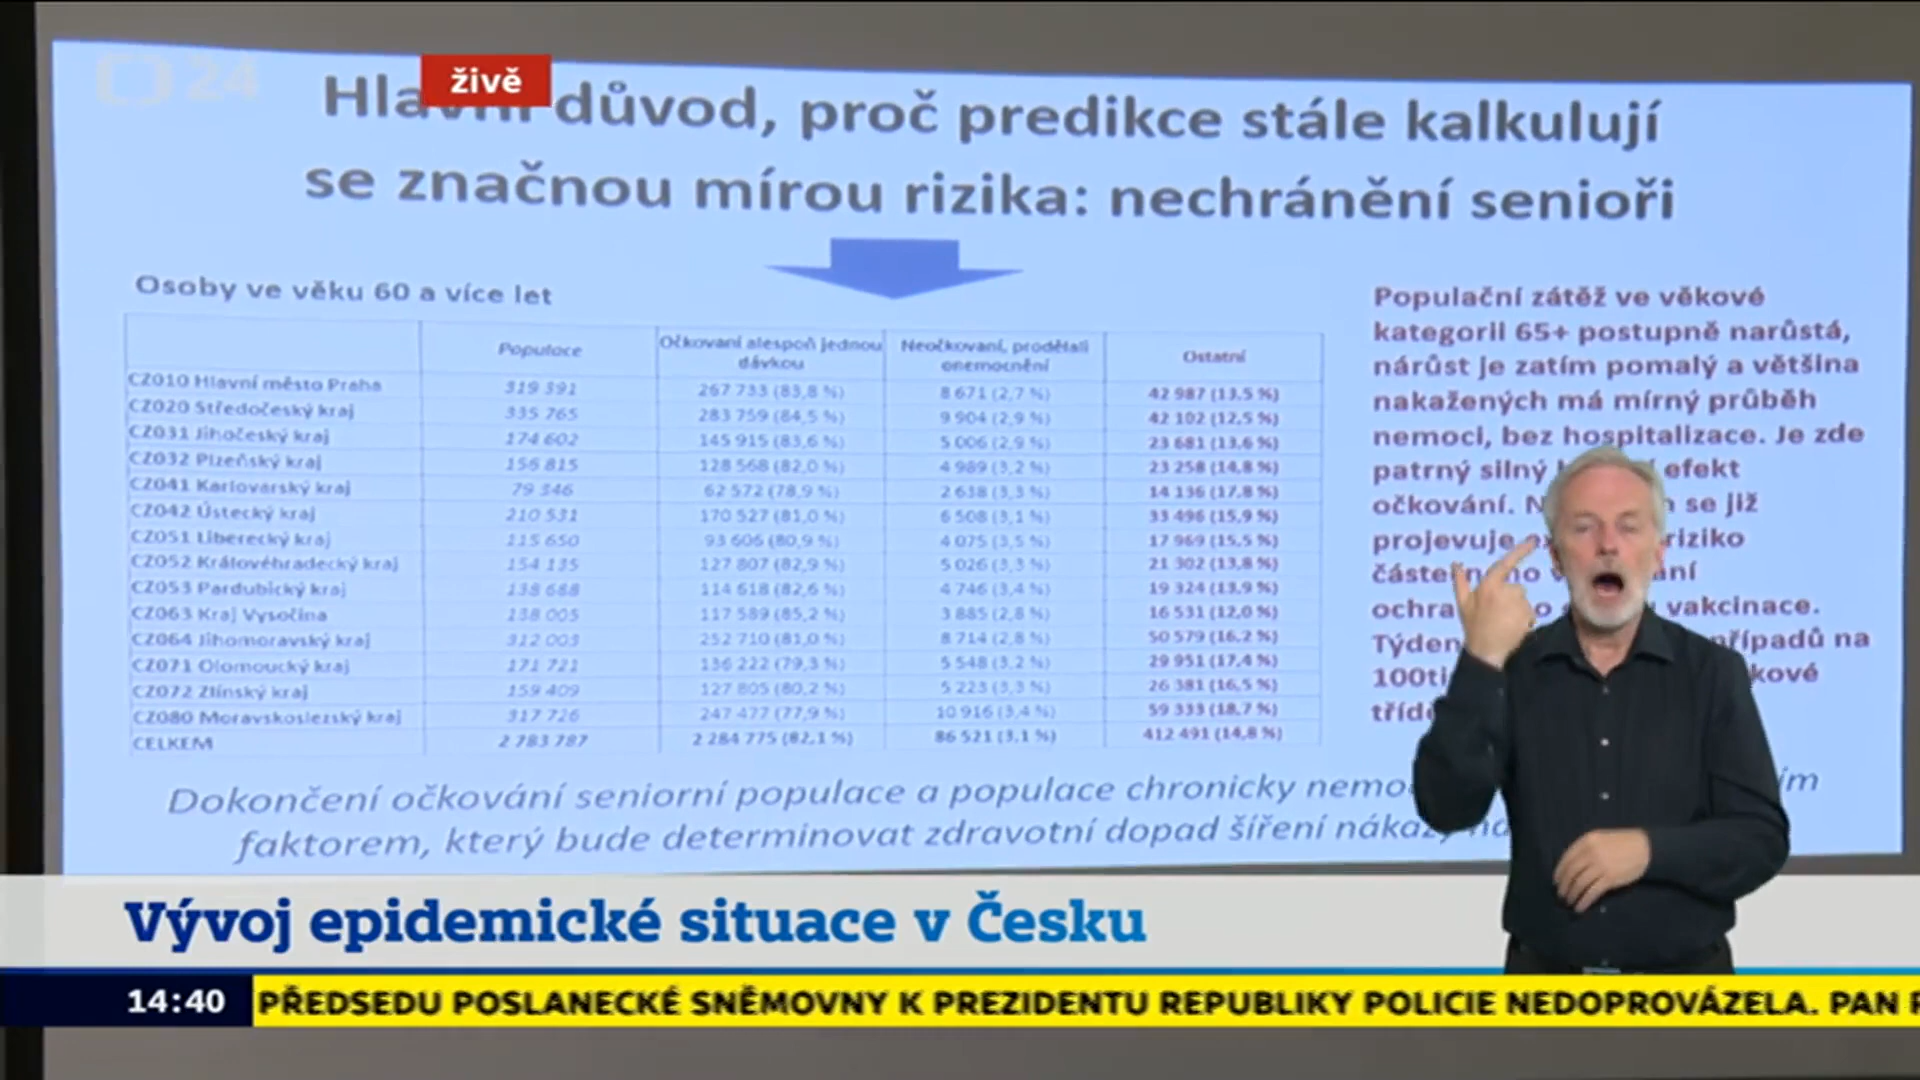 24
živě
důvod, proč predikce stále kalkulují
se značnou mírou rizika: nechránění senioři
Osoby ve věku 60 a více let
Populace Očkovaní alespoň jednou dávkou Neočkovaní, prodělali onemocnění Ostatní
CZ010 Hlavní město Praha 319 391 267 733 (83,8 %) 8 671 (2,7 %) 42 987 (13,5 %)
CZ020 Středočeský kraj 335 765 283 759 (84,5 %) 9 904 (2,9 %) 42 102 (12,5 %)
CZ031 Jihočeský kraj 174 602 145 915 (83,6 %) 5 006 (2,9 %) 23 681 (13,6 %)
CZ032 Plzeňský kraj 156 815 128 568 (82,0 %) 4 989 (3,2 %) 23 258 (14,8 %)
CZ041 Karlovarský kraj 79 346 62 572 (78,9 %) 2 638 (3,3 %) 14 136 (17,8 %)
CZ042 Ústecký kraj 210 531 170 527 (81,0 %) 6 508 (3,1 %) 33 496 (15,9 %)
CZ051 Liberecký kraj 115 650 93 606 (80,9 %) 4 075 (3,5 %) 17 969 (15,5 %)
CZ052 Královéhradecký kraj 154 135 127 807 (82,9 %) 5 026 (3,3 %) 21 302 (13,8 %)
CZ053 Pardubický kraj 138 688 114 618 (82,6 %) 4 746 (3,4 %) 19 324 (13,9 %)
CZ063 Kraj Vysočina 138 005 117 589 (85,2 %) 3 885 (2,8 %) 16 531 (12,0 %)
CZ064 Jihomoravský kraj 312 003 252 710 (81,0 %) 8 714 (2,8 %) 50 579 (16,2 %)
CZ071 Olomoucký kraj 171 721 136 222 (79,3 %) 5 548 (3,2 %) 29 951 (17,4 %)
CZ072 Zlínský kraj 159 409 127 805 (80,2 %) 5 223 (3,3 %) 26 381 (16,5 %)
CZ080 Moravskoslezský kraj 317 726 247 477 (77,9 %) 10 916 (3,4 %) 59 333 (18,7 %)
CELKEM 2 783 787 2 284 775 (82,1 %) 86 521 (3,1 %) 412 491 (14,8 %)
Populační zátěž ve věkové
kategorii 65+ postupně narůstá,
nárůst je zatím pomalý a většina
nakažených má mírný průběh
nemoci, bez hospitalizace. Je zde
patrný silný efekt
očkování. se již
projevuje riziko
vakcinace.
případů na
Dokončení očkování seniorní populace a populace chronicky
faktorem, který bude determinovat zdravotní dopad šíření nákazy
Vývoj epidemické situace v Česku
14:40 PŘEDSEDU POSLANECKÉ SNĚMOVNY K PREZIDENTU REPUBLIKY POLICIE NEDOPROVÁZELA. PAN